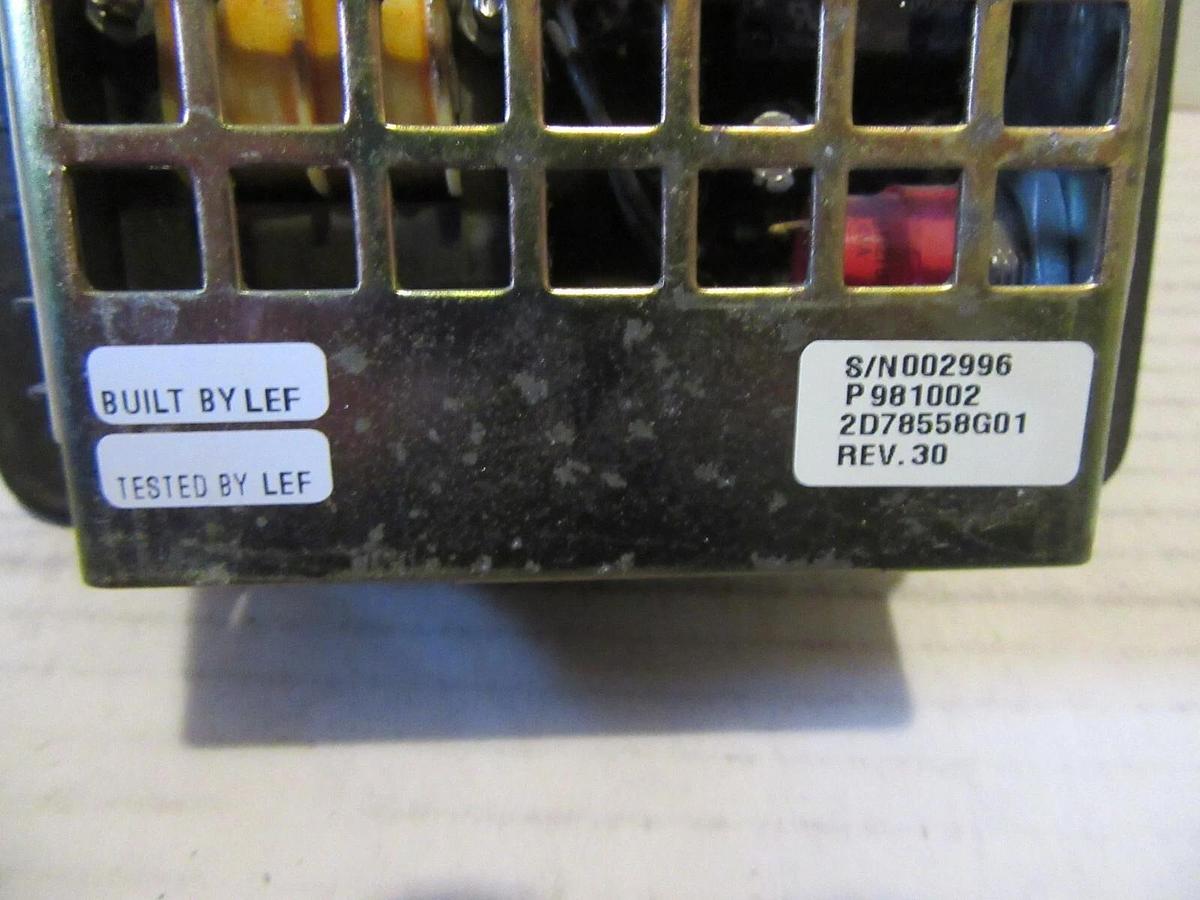 BUILT BY LEF
TESTED BY LEF
S/N002996
P981002
2D78558G01
REV. 30